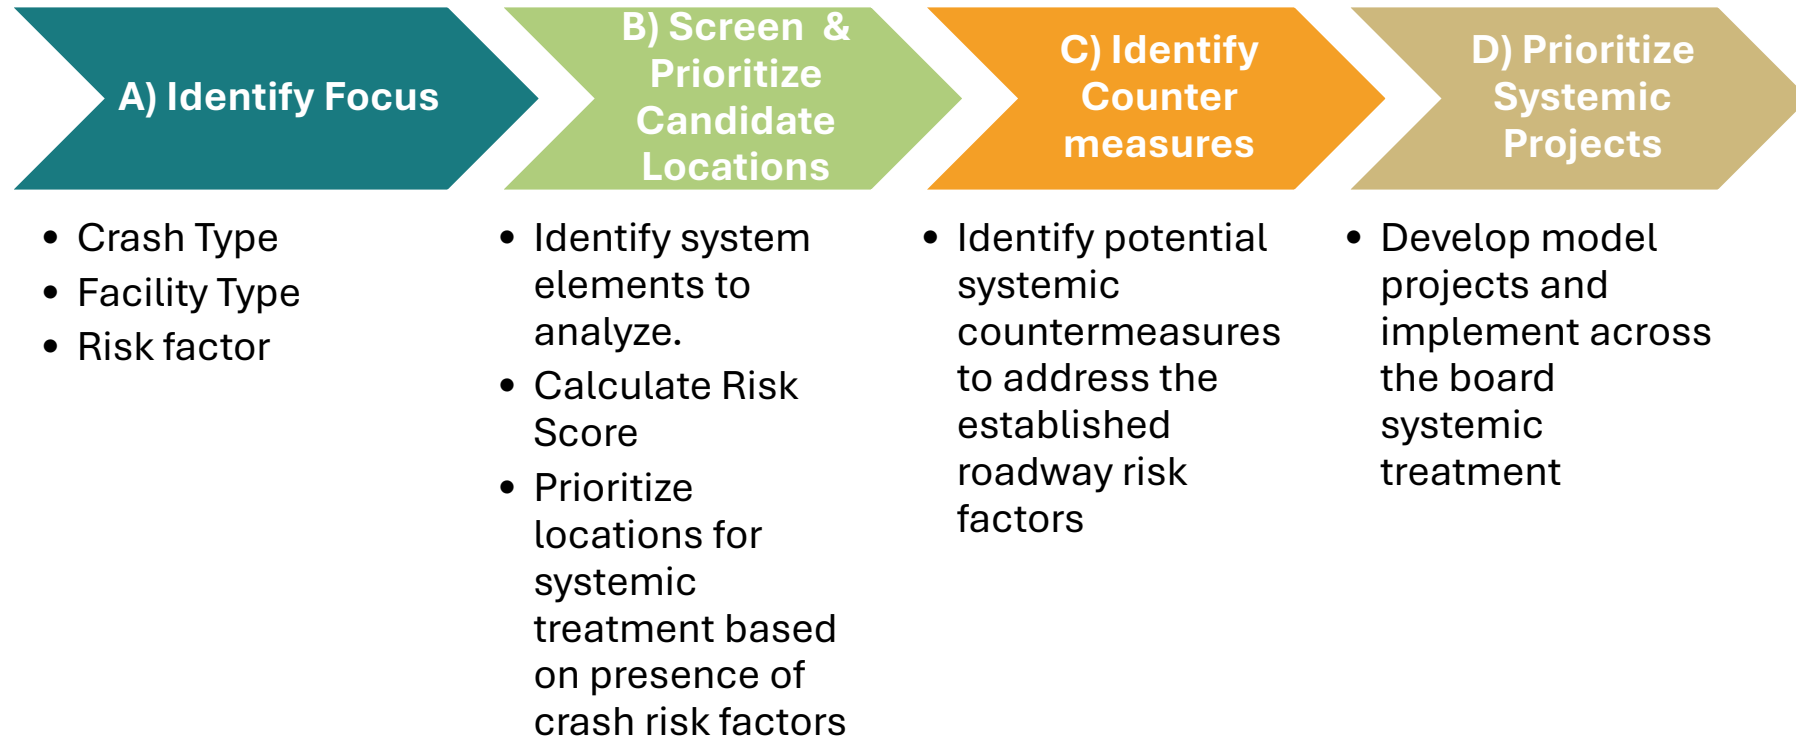 A) Identify Focus
• Crash Type
• Facility Type
• Risk factor
B) Screen & 
Prioritize
Candidate
Locations
• Identify system
elements to
analyze.
• Calculate Risk
Score
• Prioritize
locations for
systemic
treatment based
on presence of
crash risk factors
C) Identify
Counter
measures
• Identify potential
systemic
countermeasures
to address the
established
roadway risk
factors
D) Prioritize
Systemic
Projects
• Develop model
projects and
implement across
the board
systemic
treatment